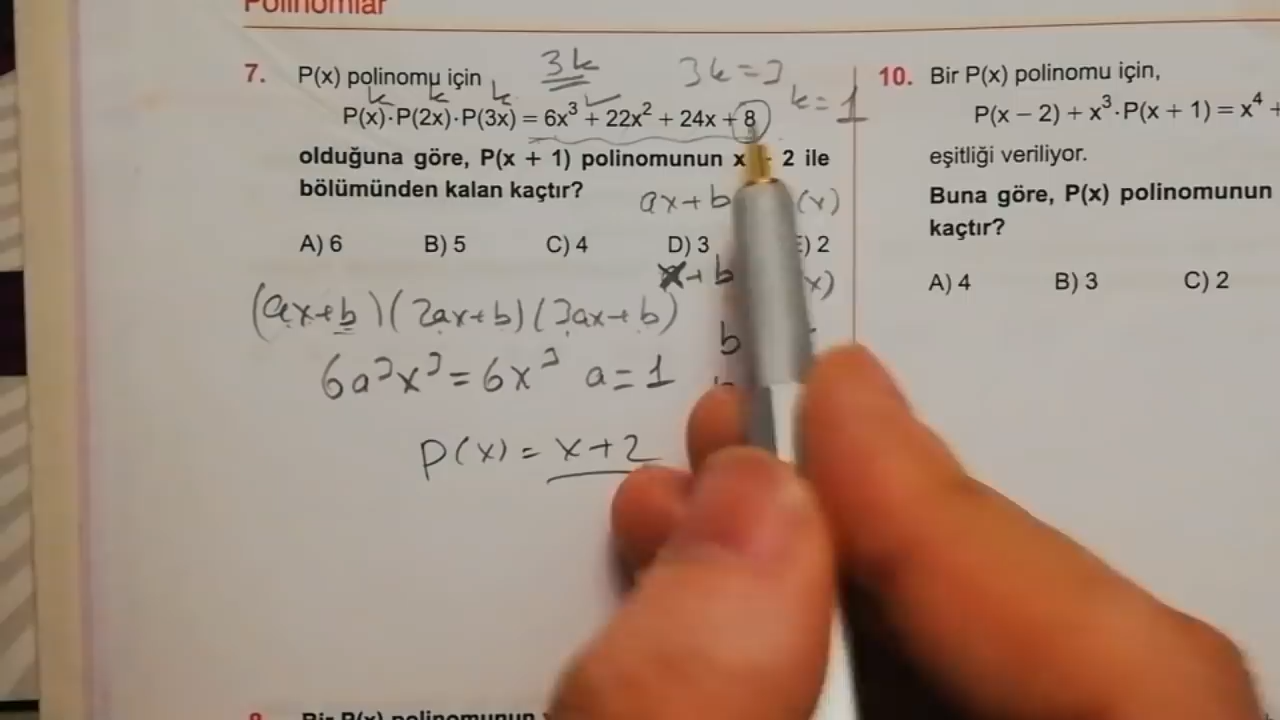 Polinomlar
7. P(x) polinomu için
3k
3k = 3
k = 1
k k k
P(x)·P(2x)·P(3x) = 6x³ + 22x² + 24x + 8
olduğuna göre, P(x + 1) polinomunun x 2 ile
bölümünden kalan kaçtır?
ax+b (x)
A) 6 B) 5 C) 4 D) 3 E) 2
x+b x)
(ax+b)(2ax+b)(3ax+b)
b
6a³x³ = 6x³ a = 1
P(x) = x+2
Bir P(x) polinomunun
10. Bir P(x) polinomu için,
P(x − 2) + x³·P(x + 1) = x⁴ +
eşitliği veriliyor.
Buna göre, P(x) polinomunun
kaçtır?
A) 4 B) 3 C) 2